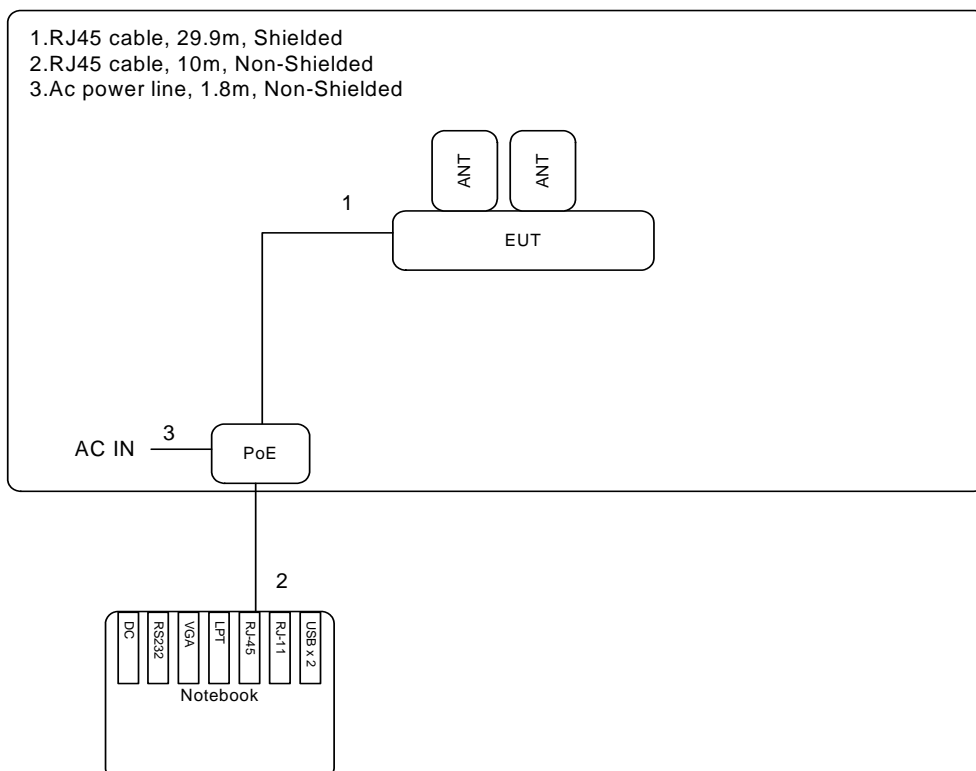 1.RJ45 cable, 29.9m, Shielded
2.RJ45 cable, 10m, Non-Shielded
3.Ac power line, 1.8m, Non-Shielded
ANT
ANT
1
EUT
3
AC IN
PoE
2
DC
RS232
VGA
LPT
RJ-45
RJ-11
USB x 2
Notebook